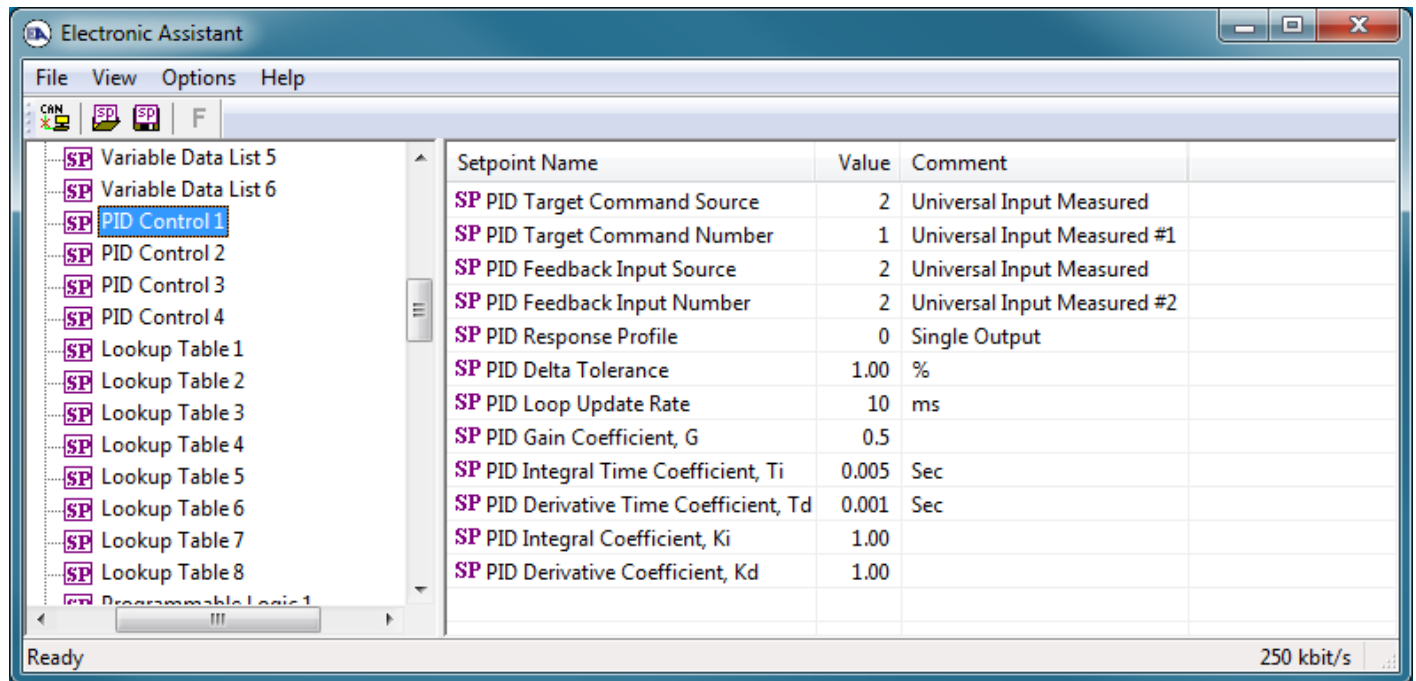 Electronic Assistant
File View Options Help
CAN SP SP F
SP Variable Data List 5
SP Variable Data List 6
SP PID Control 1
SP PID Control 2
SP PID Control 3
SP PID Control 4
SP Lookup Table 1
SP Lookup Table 2
SP Lookup Table 3
SP Lookup Table 4
SP Lookup Table 5
SP Lookup Table 6
SP Lookup Table 7
SP Lookup Table 8
SP Programmable Logic 1
Setpoint Name Value Comment
SP PID Target Command Source 2 Universal Input Measured
SP PID Target Command Number 1 Universal Input Measured #1
SP PID Feedback Input Source 2 Universal Input Measured
SP PID Feedback Input Number 2 Universal Input Measured #2
SP PID Response Profile 0 Single Output
SP PID Delta Tolerance 1.00 %
SP PID Loop Update Rate 10 ms
SP PID Gain Coefficient, G 0.5
SP PID Integral Time Coefficient, Ti 0.005 Sec
SP PID Derivative Time Coefficient, Td 0.001 Sec
SP PID Integral Coefficient, Ki 1.00
SP PID Derivative Coefficient, Kd 1.00
Ready 250 kbit/s